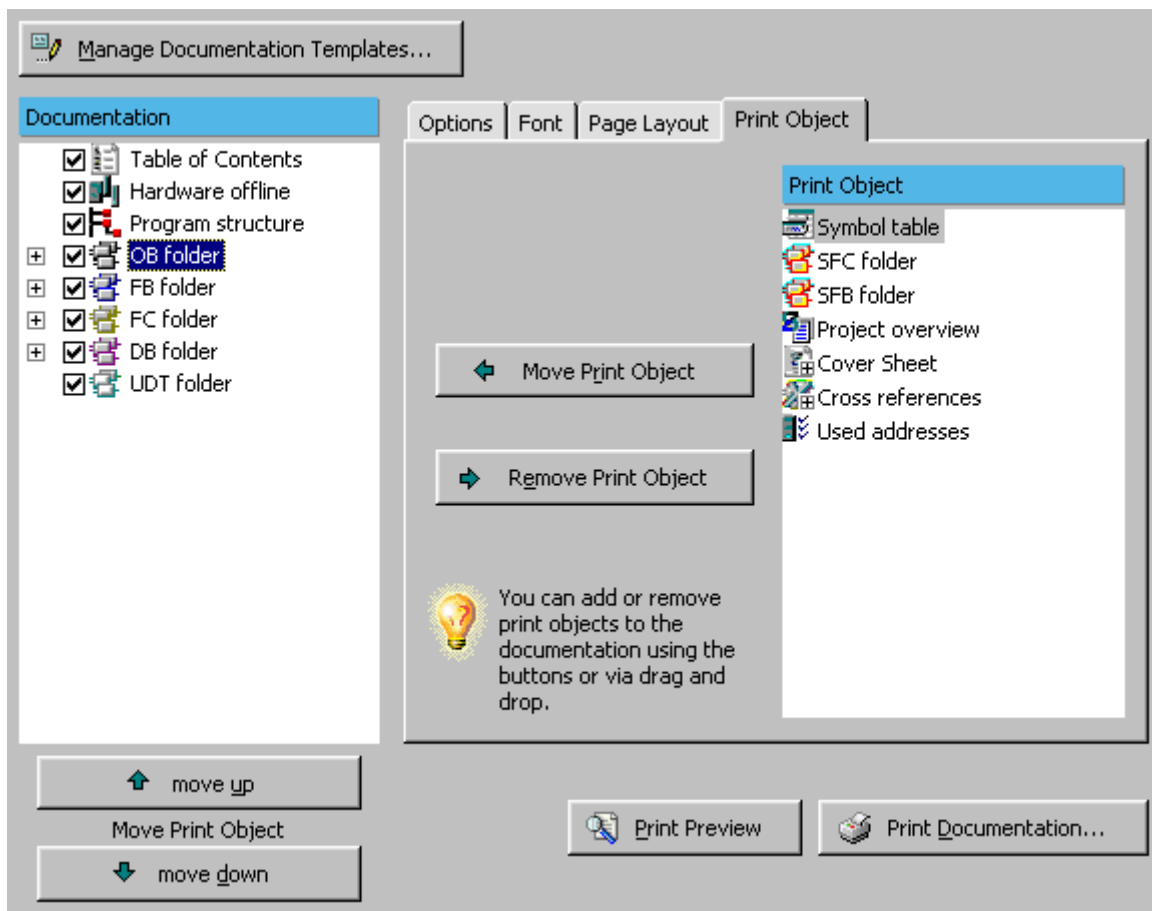 Manage Documentation Templates...
Documentation
Table of Contents
Hardware offline
Program structure
OB folder
FB folder
FC folder
DB folder
UDT folder
move up
Move Print Object
move down
Options
Font
Page Layout
Print Object
Move Print Object
Remove Print Object
You can add or remove
print objects to the
documentation using the
buttons or via drag and
drop.
Print Object
Symbol table
SFC folder
SFB folder
Project overview
Cover Sheet
Cross references
Used addresses
Print Preview
Print Documentation...